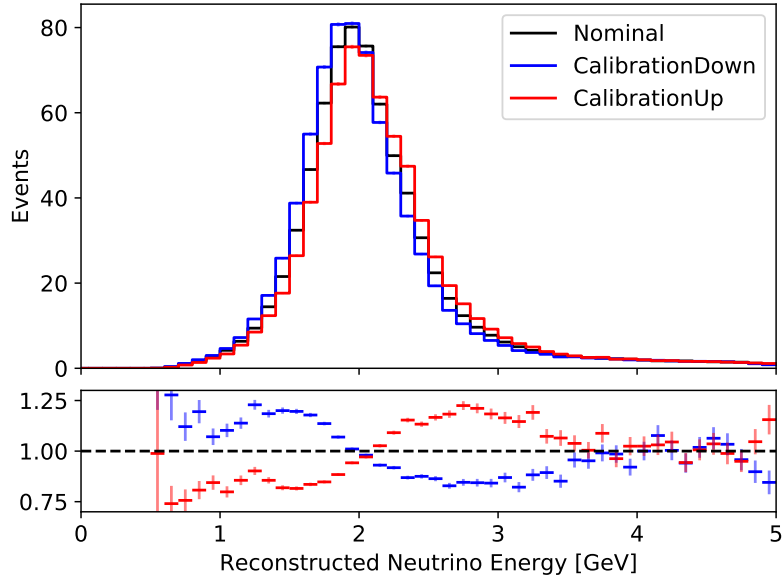 80
60
40
20
0
Events
Nominal
CalibrationDown
CalibrationUp
1.25
1.00
0.75
0 1 2 3 4 5
Reconstructed Neutrino Energy [GeV]